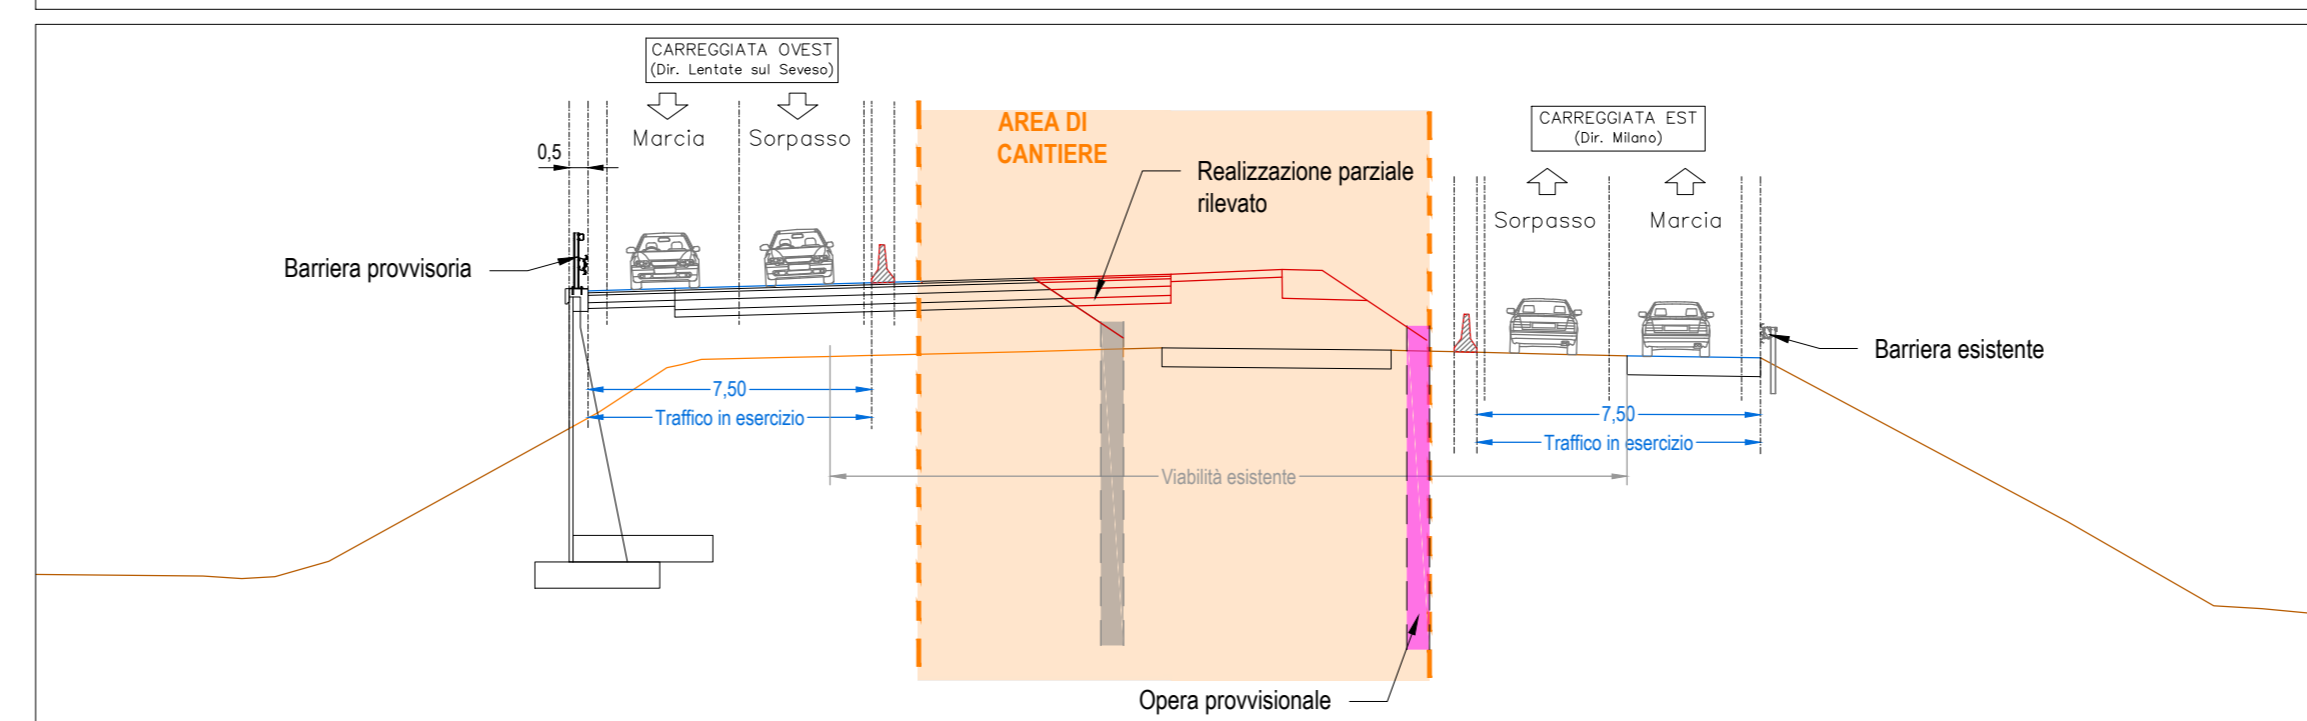 CARREGGIATA OVEST
(Dir. Lentate sul Seveso)
Marcia
Sorpasso
0,5
AREA DI
CANTIERE
Realizzazione parziale
rilevato
CARREGGIATA EST
(Dir. Milano)
Sorpasso
Marcia
Barriera provvisoria
Barriera esistente
7,50
Traffico in esercizio
7,50
Traffico in esercizio
Viabilità esistente
Opera provvisionale